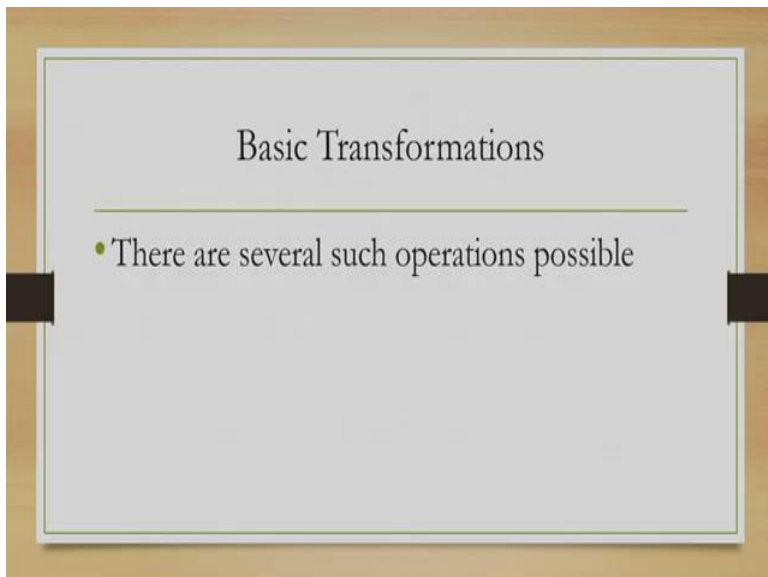 Basic Transformations
• There are several such operations possible